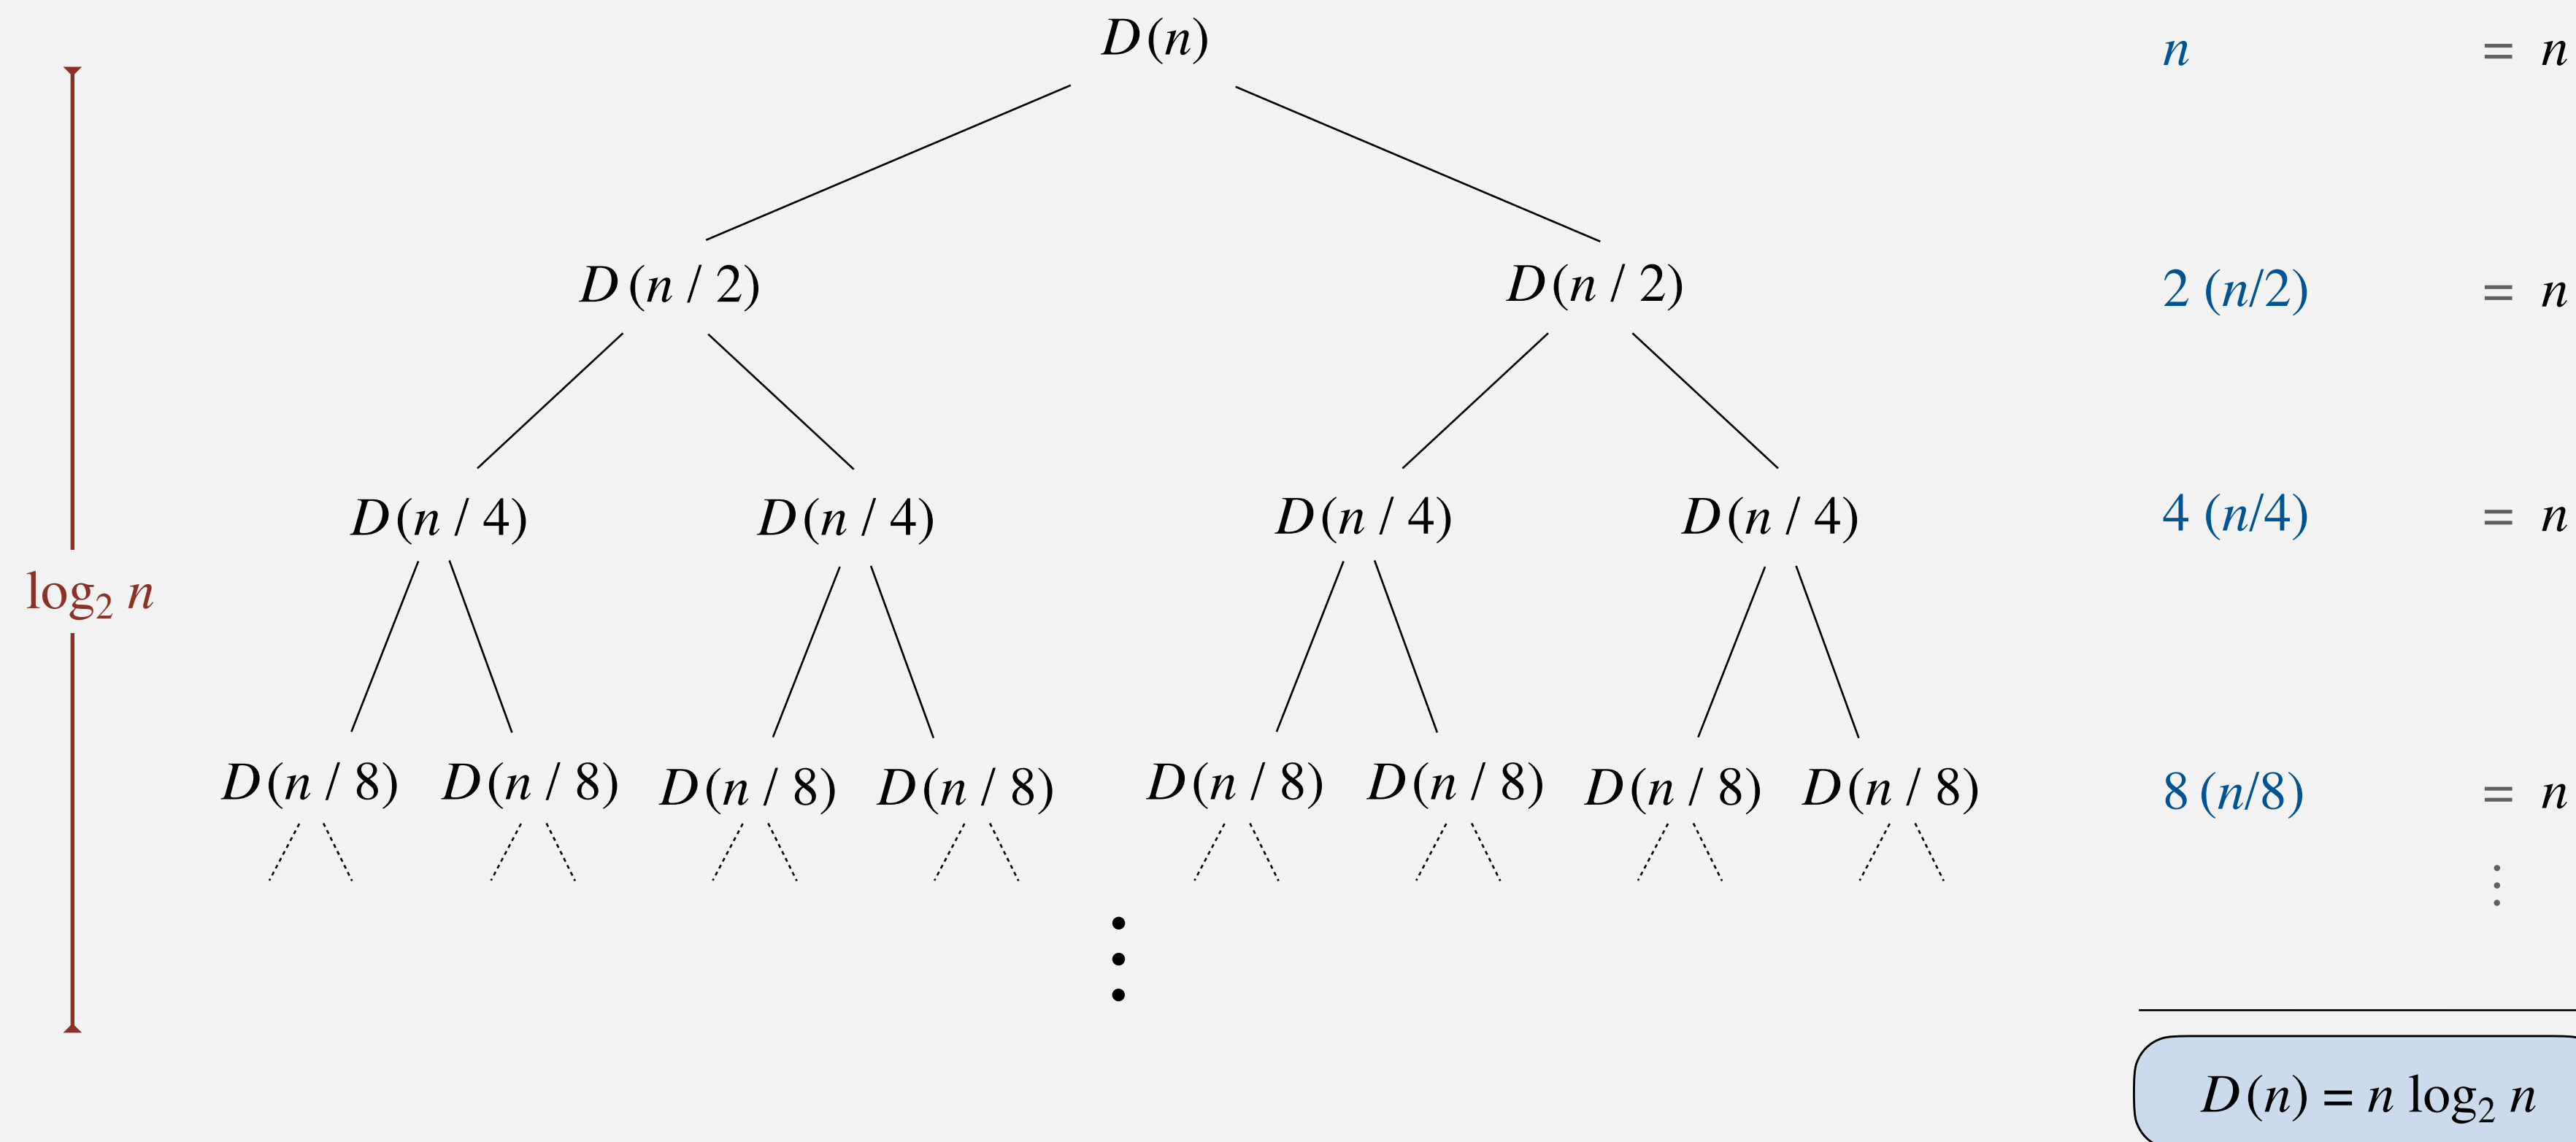 D(n) n = n
D(n / 2) D(n / 2) 2 (n/2) = n
D(n / 4) D(n / 4) D(n / 4) D(n / 4) 4 (n/4) = n
log₂ n
D(n / 8) D(n / 8) D(n / 8) D(n / 8) D(n / 8) D(n / 8) D(n / 8) D(n / 8) 8 (n/8) = n
⋮
⋮
D(n) = n log₂ n